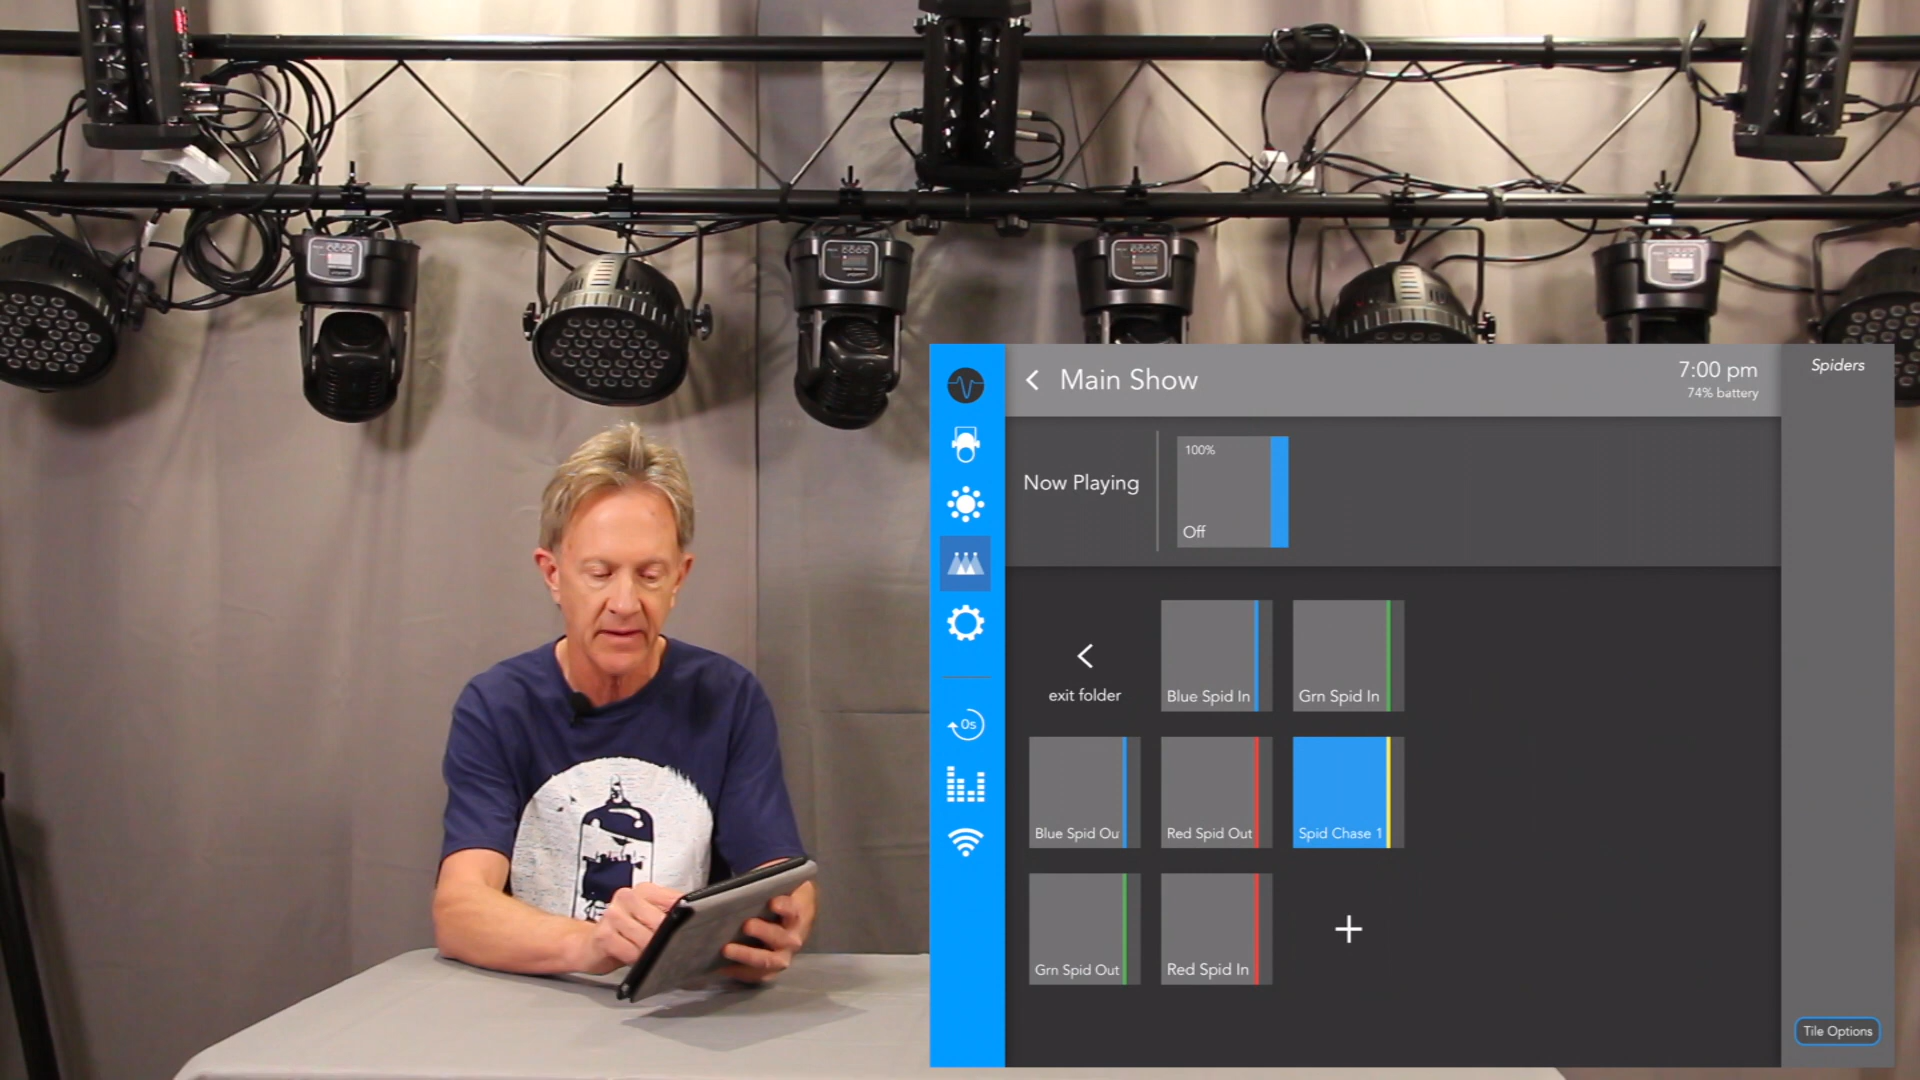 Main Show
7:00 pm
74% battery
Spiders
Now Playing
100%
Off
exit folder
Blue Spid In
Grn Spid In
Blue Spid Ou
Red Spid Out
Spid Chase 1
Grn Spid Out
Red Spid In
0s
Tile Options